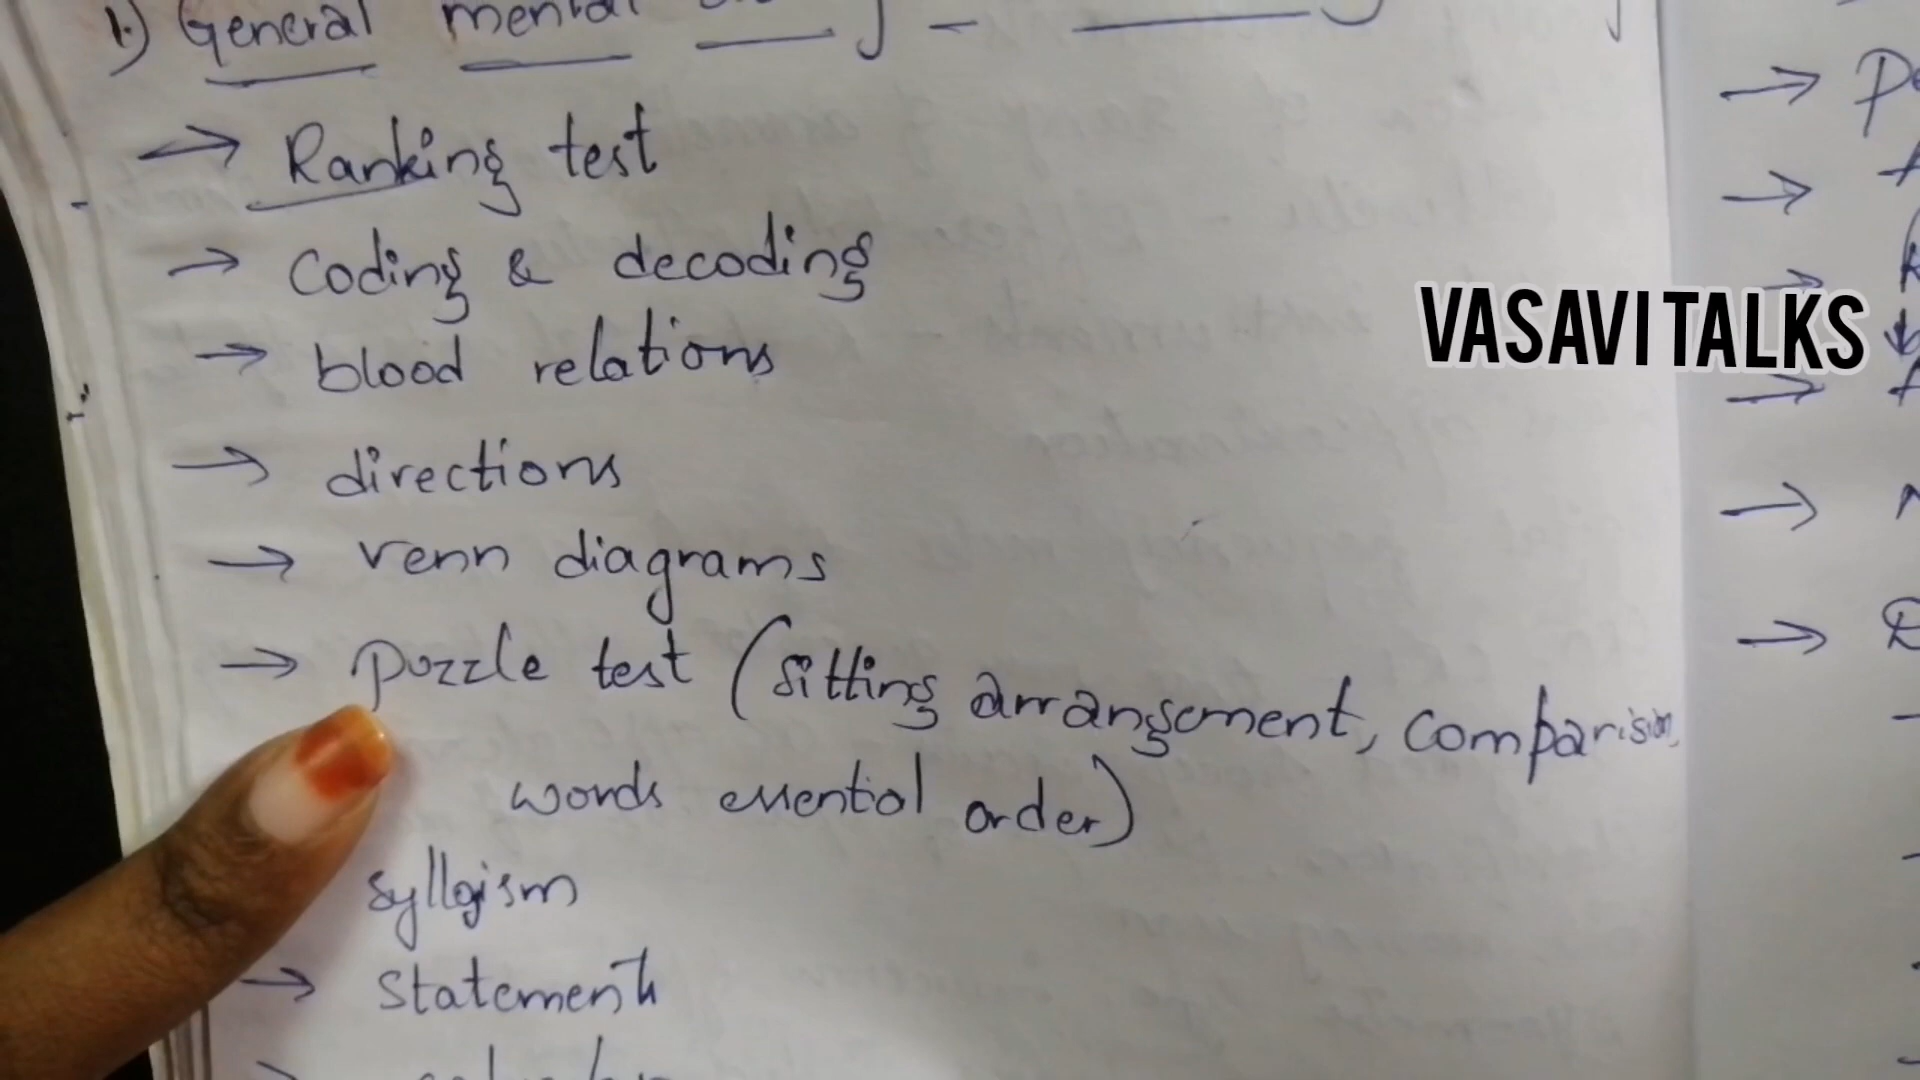 1.) General mental
→ Ranking test
→ Coding & decoding
→ blood relations
→ directions
→ venn diagrams
→ puzzle test (sitting arrangement, comparision,
words essential order)
syllgism
→ statements
VASAVI TALKS